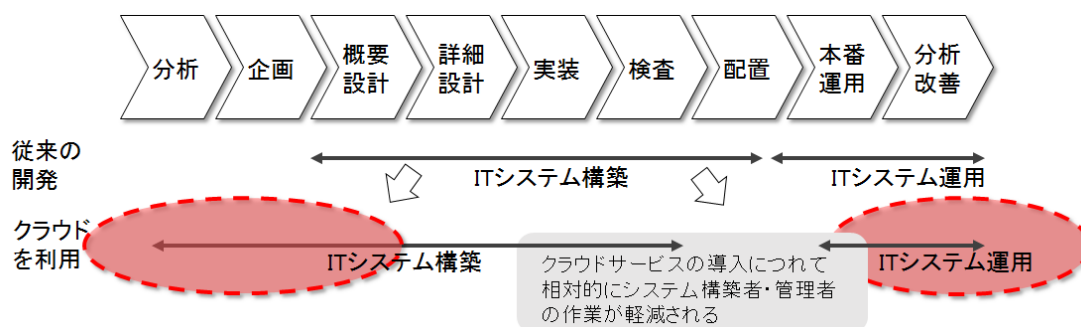 分析
企画
概要
設計
詳細
設計
実装
検査
配置
本番
運用
分析
改善
従来の
開発
ITシステム構築
ITシステム運用
クラウド
を利用
ITシステム構築
ITシステム運用
クラウドサービスの導入につれて
相対的にシステム構築者・管理者
の作業が軽減される